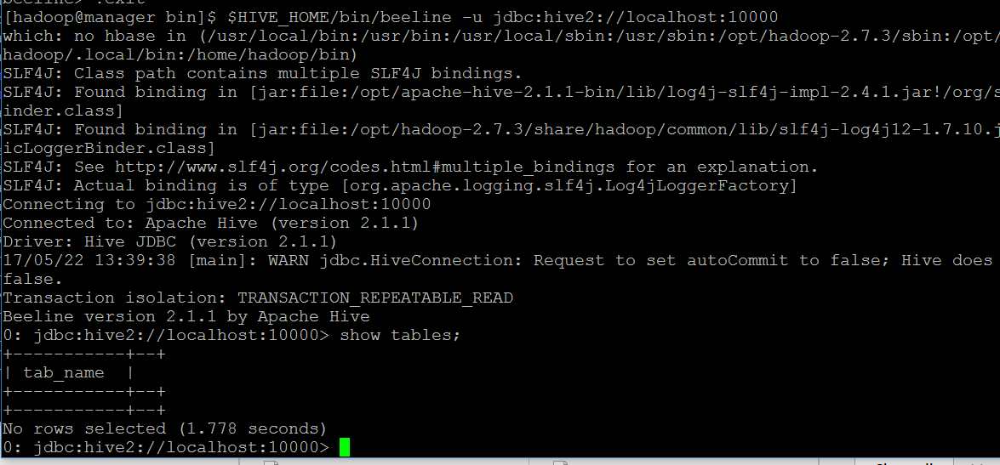 [hadoop@manager bin]$ $HIVE_HOME/bin/beeline -u jdbc:hive2://localhost:10000
which: no hbase in (/usr/local/bin:/usr/bin:/usr/local/sbin:/usr/sbin:/opt/hadoop-2.7.3/sbin:/opt/
hadoop/.local/bin:/home/hadoop/bin)
SLF4J: Class path contains multiple SLF4J bindings.
SLF4J: Found binding in [jar:file:/opt/apache-hive-2.1.1-bin/lib/log4j-slf4j-impl-2.4.1.jar!/org/s
inder.class]
SLF4J: Found binding in [jar:file:/opt/hadoop-2.7.3/share/hadoop/common/lib/slf4j-log4j12-1.7.10.j
icLoggerBinder.class]
SLF4J: See http://www.slf4j.org/codes.html#multiple_bindings for an explanation.
SLF4J: Actual binding is of type [org.apache.logging.slf4j.Log4jLoggerFactory]
Connecting to jdbc:hive2://localhost:10000
Connected to: Apache Hive (version 2.1.1)
Driver: Hive JDBC (version 2.1.1)
17/05/22 13:39:38 [main]: WARN jdbc.HiveConnection: Request to set autoCommit to false; Hive does
false.
Transaction isolation: TRANSACTION_REPEATABLE_READ
Beeline version 2.1.1 by Apache Hive
0: jdbc:hive2://localhost:10000> show tables;
+-----------+--+
| tab_name  |
+-----------+--+
+-----------+--+
No rows selected (1.778 seconds)
0: jdbc:hive2://localhost:10000>